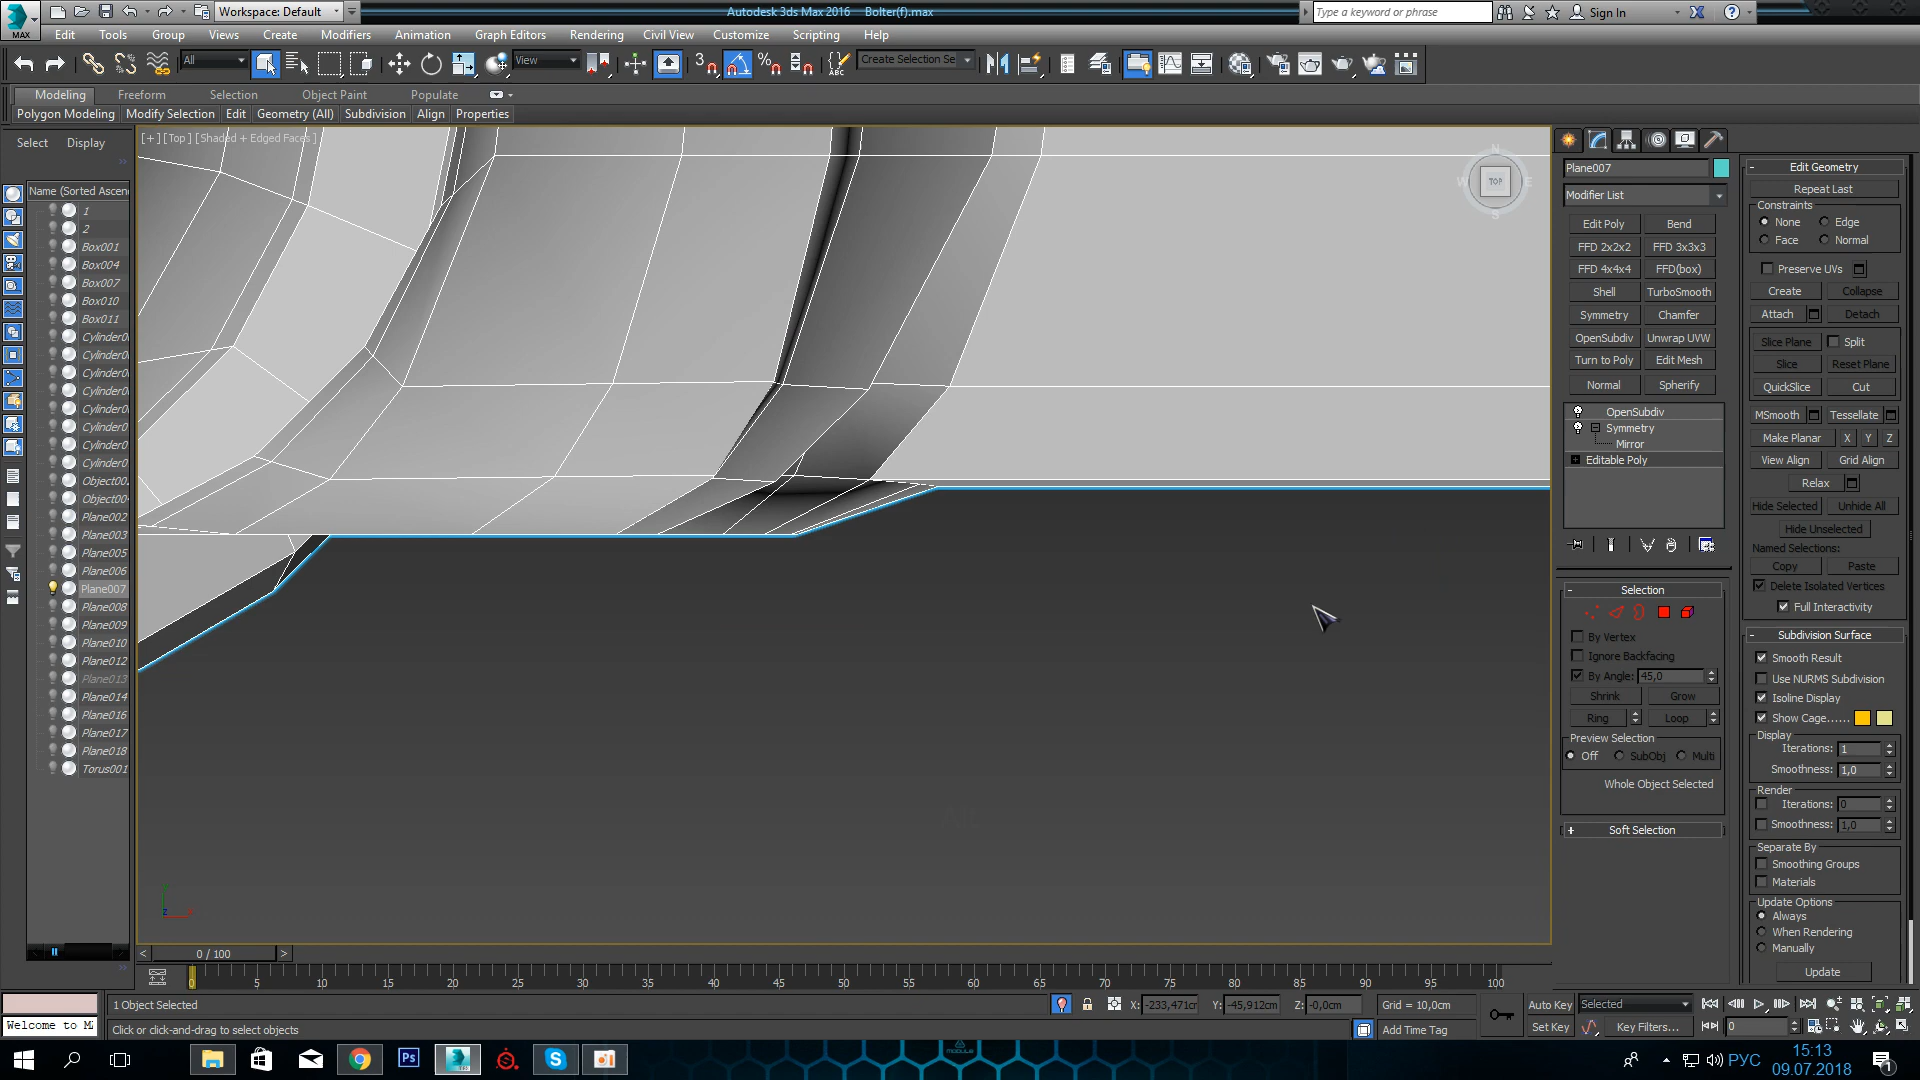 Workspace: Default
Autodesk 3ds Max 2016 Bolter(f).max
Type a keyword or phrase
Sign In
MAX
Edit Tools Group Views Create Modifiers Animation Graph Editors Rendering Civil View Customize Scripting Help
All
View
Create Selection Se
Modeling Freeform Selection Object Paint Populate
Polygon Modeling Modify Selection Edit Geometry (All) Subdivision Align Properties
Select Display
[+] [Top] [Shaded + Edged Faces]
Name (Sorted Ascen
1
2
Box001
Box004
Box007
Box010
Box011
Cylinder0
Cylinder0
Cylinder0
Cylinder0
Cylinder0
Cylinder0
Cylinder0
Cylinder0
Object00
Object00
Plane002
Plane003
Plane005
Plane006
Plane007
Plane008
Plane009
Plane010
Plane012
Plane013
Plane014
Plane016
Plane017
Plane018
Torus001
N
W TOP E
S
Plane007
Modifier List
Edit Poly Bend
FFD 2x2x2 FFD 3x3x3
FFD 4x4x4 FFD(box)
Shell TurboSmooth
Symmetry Chamfer
OpenSubdiv Unwrap UVW
Turn to Poly Edit Mesh
Normal Spherify
OpenSubdiv
Symmetry
Mirror
Editable Poly
Selection
By Vertex
Ignore Backfacing
By Angle: 45,0
Shrink Grow
Ring Loop
Preview Selection
Off SubObj Multi
Whole Object Selected
Soft Selection
Edit Geometry
Repeat Last
Constraints
None Edge
Face Normal
Preserve UVs
Create Collapse
Attach Detach
Slice Plane Split
Slice Reset Plane
QuickSlice Cut
MSmooth Tessellate
Make Planar X Y Z
View Align Grid Align
Relax
Hide Selected Unhide All
Hide Unselected
Named Selections:
Copy Paste
Delete Isolated Vertices
Full Interactivity
Subdivision Surface
Smooth Result
Use NURMS Subdivision
Isoline Display
Show Cage......
Display
Iterations: 1
Smoothness: 1,0
Render
Iterations: 0
Smoothness: 1,0
Separate By
Smoothing Groups
Materials
Update Options
Always
When Rendering
Manually
Update
0 / 100
0 5 10 15 20 25 30 35 40 45 50 55 60 65 70 75 80 85 90 95 100
1 Object Selected
X: -233,471cm Y: -45,912cm Z: -0,0cm
Grid = 10,0cm
Auto Key Selected
Welcome to M
Click or click-and-drag to select objects
Add Time Tag
Set Key Key Filters... 0
РУС
15:13
09.07.2018